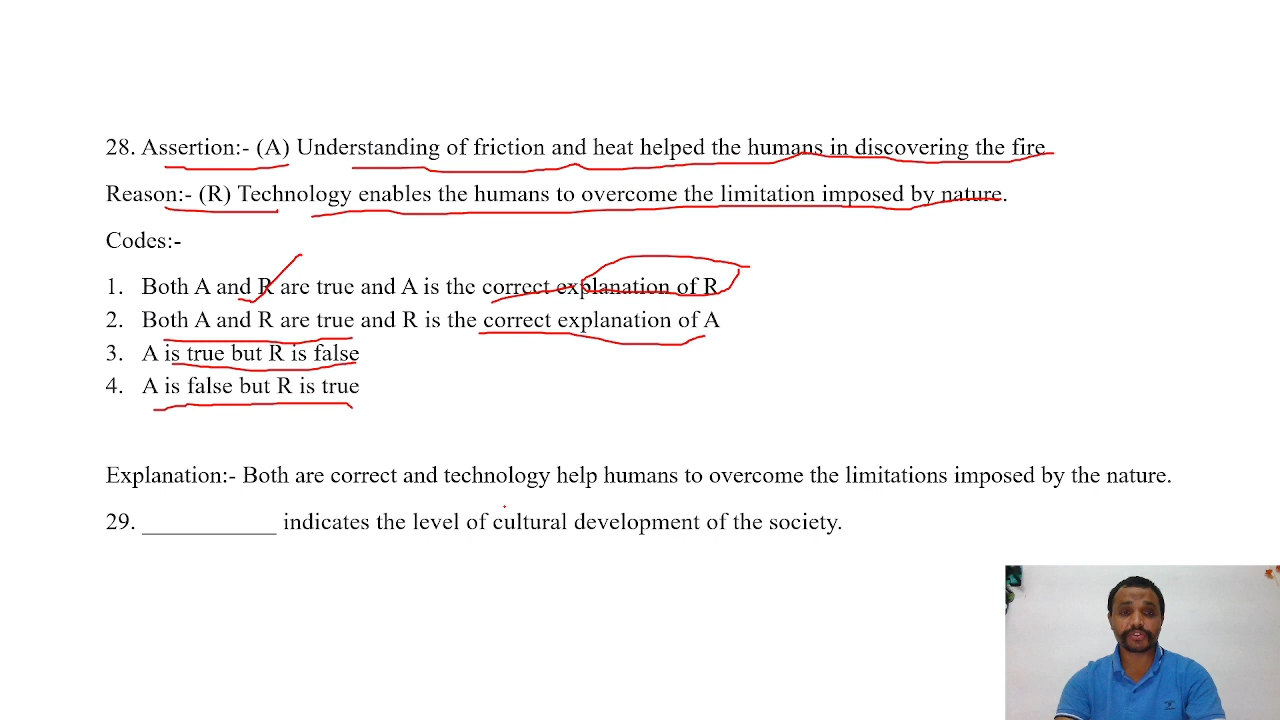 28. Assertion:- (A) Understanding of friction and heat helped the humans in discovering the fire
Reason:- (R) Technology enables the humans to overcome the limitation imposed by nature.
Codes:-
1. Both A and R are true and A is the correct explanation of R
2. Both A and R are true and R is the correct explanation of A
3. A is true but R is false
4. A is false but R is true
Explanation:- Both are correct and technology help humans to overcome the limitations imposed by the nature.
29. ____________ indicates the level of cultural development of the society.